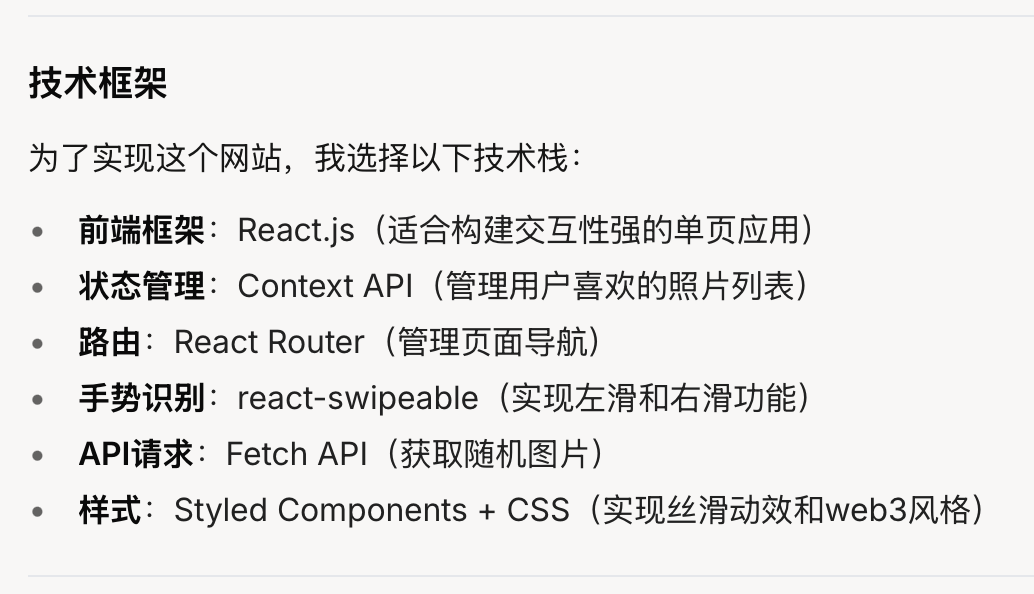 技术框架
为了实现这个网站，我选择以下技术栈：
• 前端框架：React.js（适合构建交互性强的单页应用）
• 状态管理：Context API（管理用户喜欢的照片列表）
• 路由：React Router（管理页面导航）
• 手势识别：react-swipeable（实现左滑和右滑功能）
• API请求：Fetch API（获取随机图片）
• 样式：Styled Components + CSS（实现丝滑动效和web3风格）